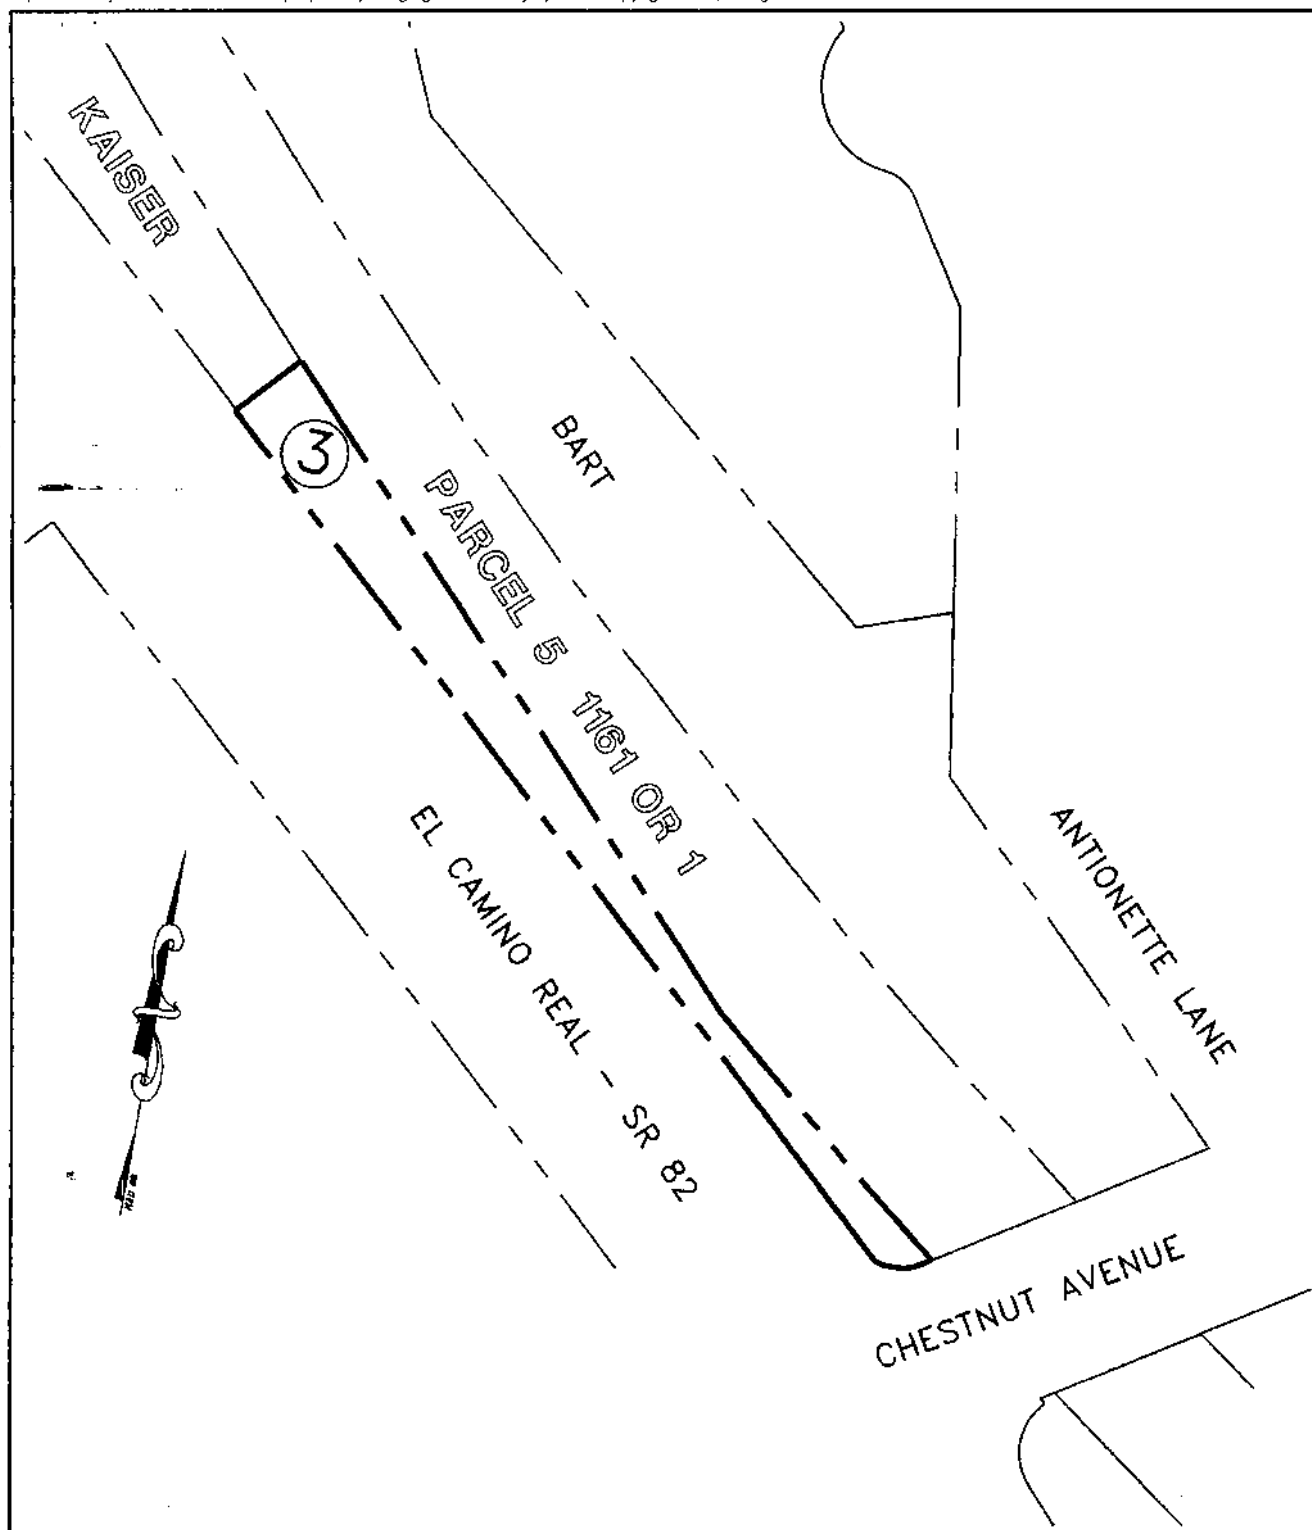 KAISER
3
BART
PARCEL 5 1161 OR 1
EL CAMINO REAL - SR 82
ANTIONETTE LANE
CHESTNUT AVENUE